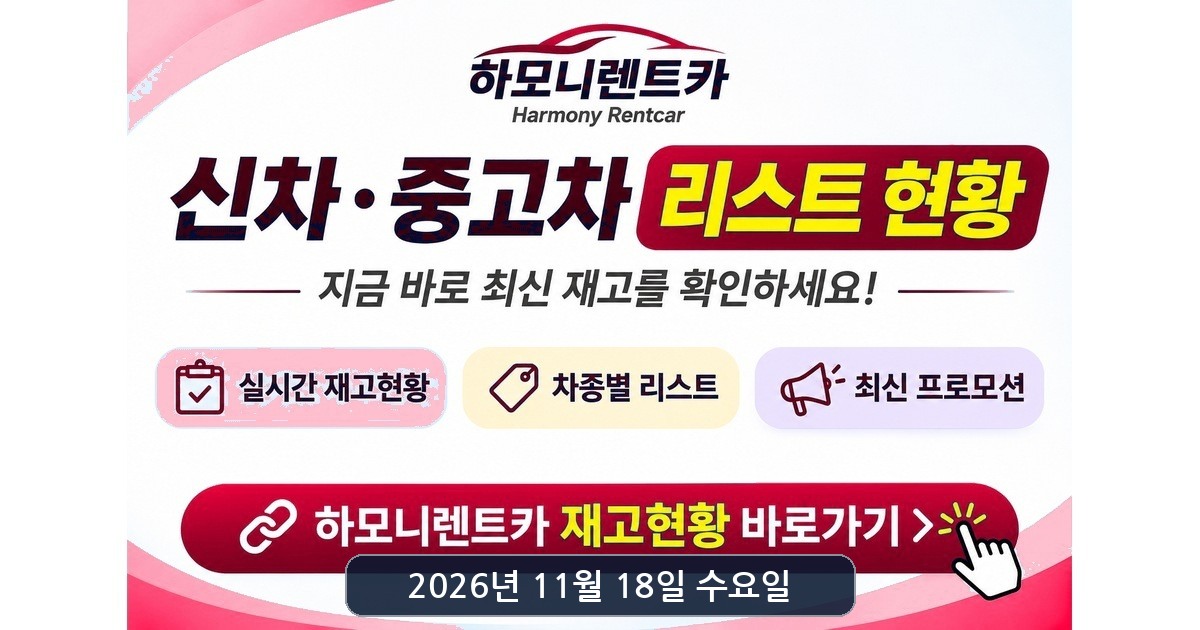 하모니렌트카
Harmony Rentcar
신차·중고차 리스트 현황
지금 바로 최신 재고를 확인하세요!
실시간 재고현황
차종별 리스트
최신 프로모션
하모니렌트카 재고현황 바로가기 >
2026년 11월 18일 수요일